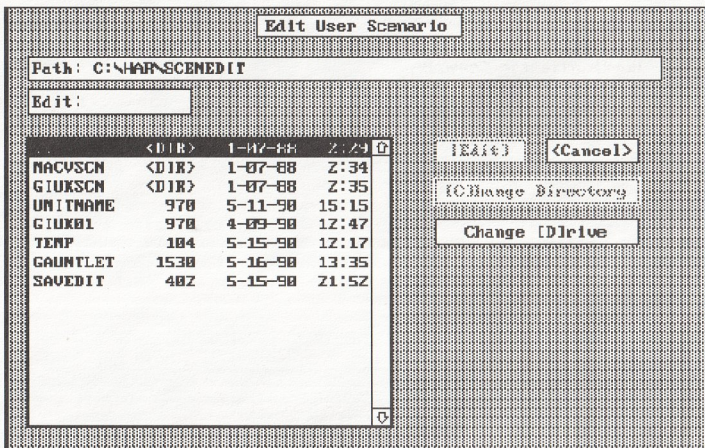 Edit User Scenario
Path: C:\HAR\SCENEDIT
Edit:
.. <DIR> 1-07-88 2:29
MACVSCN <DIR> 1-07-88 2:34
GIUKSCN <DIR> 1-07-88 2:35
UNITNAME 970 5-11-90 15:15
GIUK01 970 4-09-90 12:47
TEMP 104 5-15-90 12:17
GAUNTLET 1530 5-16-90 13:35
SAVEDIT 402 5-15-90 21:52
[Edit] <Cancel>
[C]hange Directory
Change [D]rive